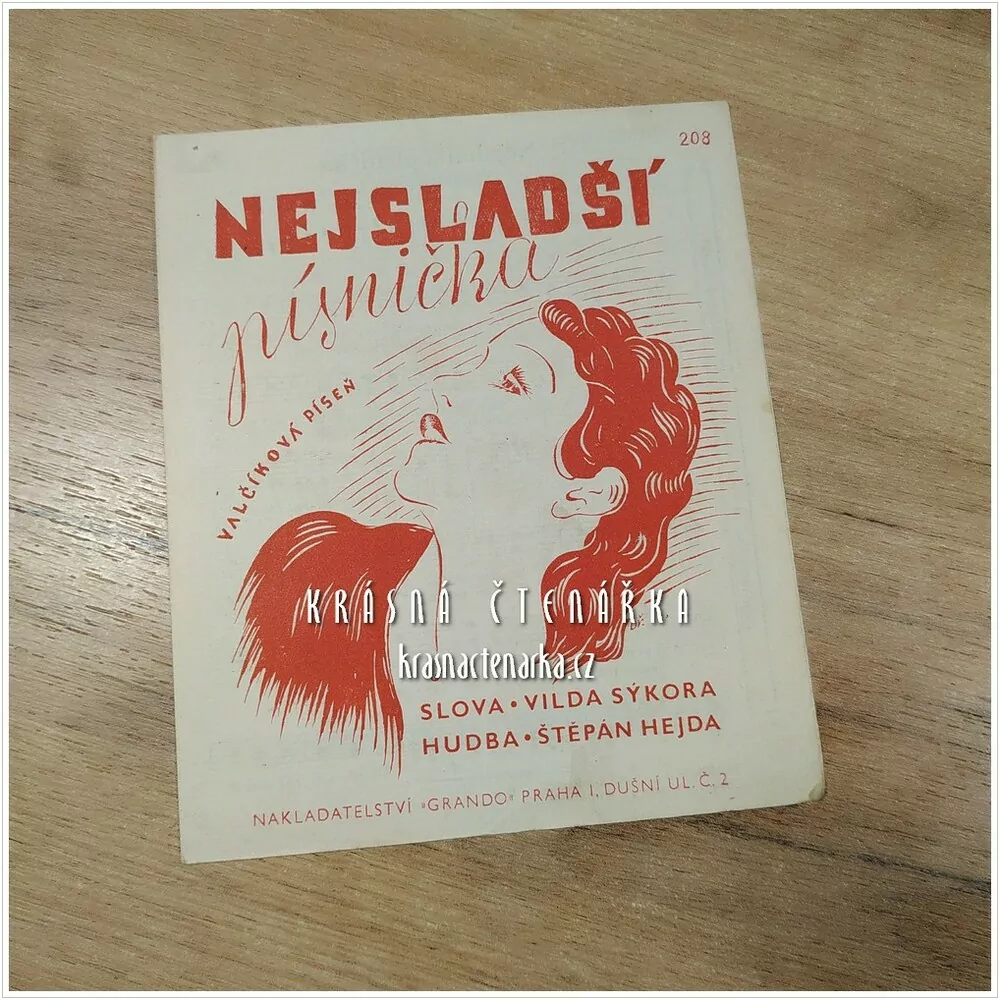 208
NEJSLADŠÍ
písnička
VALČÍKOVÁ PÍSEŇ
KRÁSNÁ ČTENÁŘKA
krasnactenarka.cz
SLOVA • VILDA SÝKORA
HUDBA • ŠTĚPÁN HEJDA
NAKLADATELSTVÍ »GRANDO« PRAHA I, DUŠNÍ UL. Č. 2